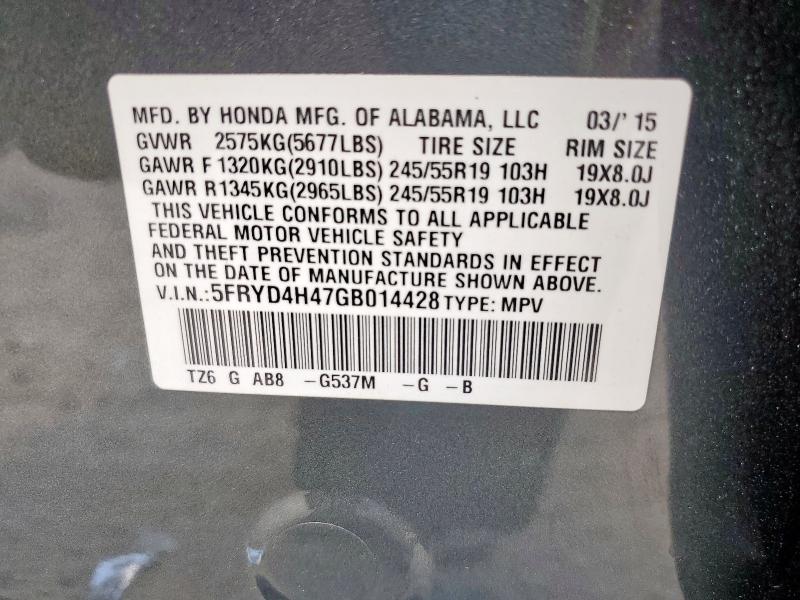 MFD. BY HONDA MFG. OF ALABAMA, LLC 03/' 15
GVWR 2575KG(5677LBS) TIRE SIZE RIM SIZE
GAWR F 1320KG(2910LBS) 245/55R19 103H 19X8.0J
GAWR R1345KG(2965LBS) 245/55R19 103H 19X8.0J
THIS VEHICLE CONFORMS TO ALL APPLICABLE
FEDERAL MOTOR VEHICLE SAFETY
AND THEFT PREVENTION STANDARDS IN EFFECT
ON THE DATE OF MANUFACTURE SHOWN ABOVE.
V.I.N.:5FRYD4H47GB014428 TYPE: MPV
TZ6 G AB8 -G537M -G -B